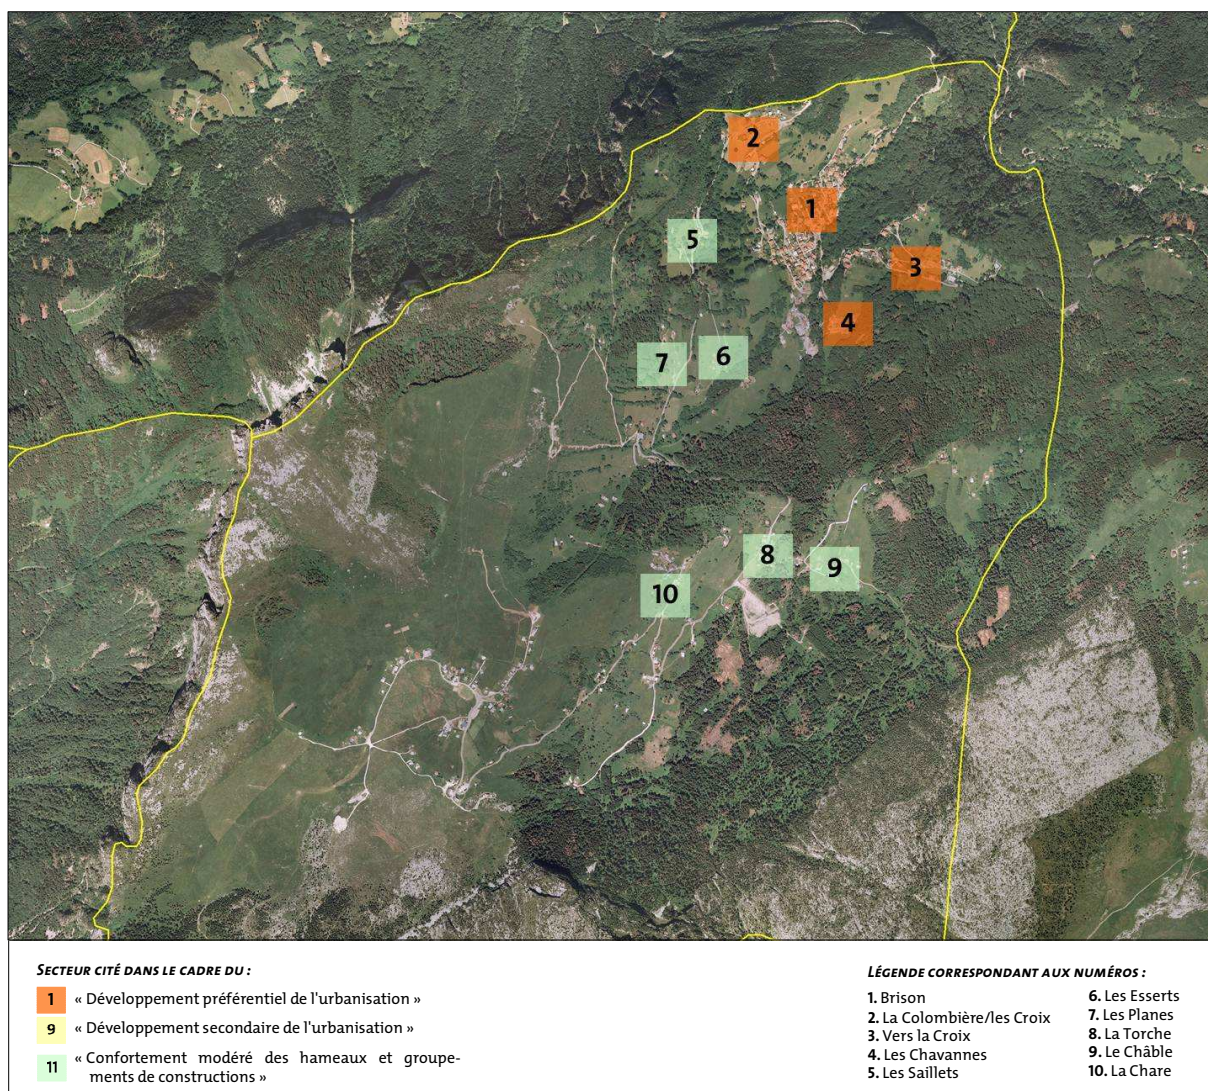 2
1
5
3
4
7
6
8
9
10
SECTEUR CITÉ DANS LE CADRE DU :
1 « Développement préférentiel de l'urbanisation »
9 « Développement secondaire de l'urbanisation »
11 « Confortement modéré des hameaux et groupe-
ments de constructions »
LÉGENDE CORRESPONDANT AUX NUMÉROS :
1. Brison
2. La Colombière/les Croix
3. Vers la Croix
4. Les Chavannes
5. Les Saillets
6. Les Esserts
7. Les Planes
8. La Torche
9. Le Châble
10. La Chare